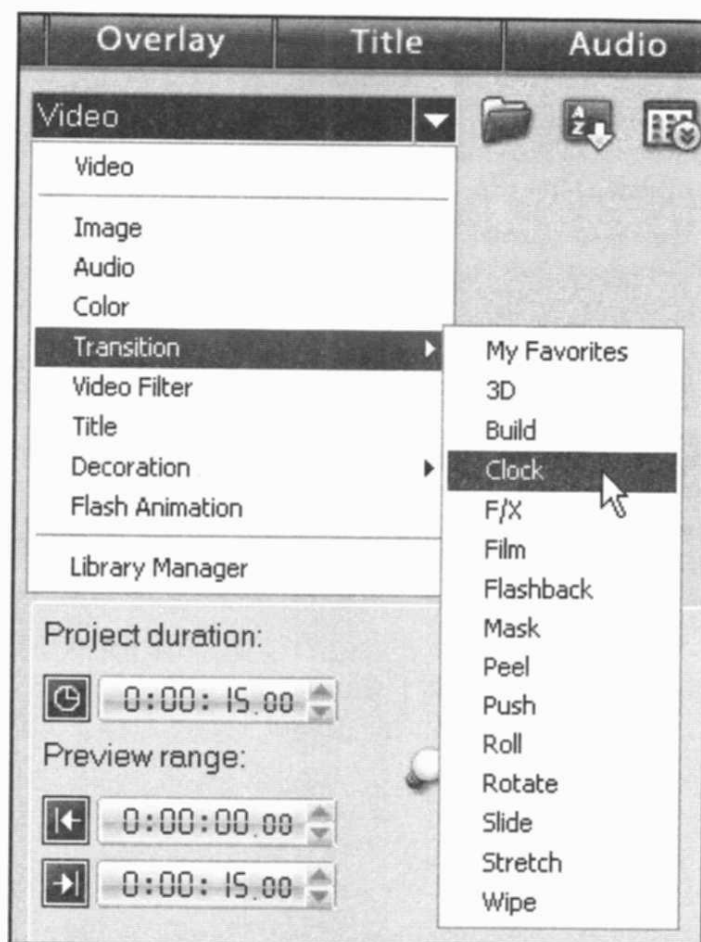 Overlay Title Audio
Video
Video
Image
Audio
Color
Transition
Video Filter
Title
Decoration
Flash Animation
Library Manager
My Favorites
3D
Build
Clock
F/X
Film
Flashback
Mask
Peel
Push
Roll
Rotate
Slide
Stretch
Wipe
Project duration:
0:00:15.00
Preview range:
0:00:00.00
0:00:15.00